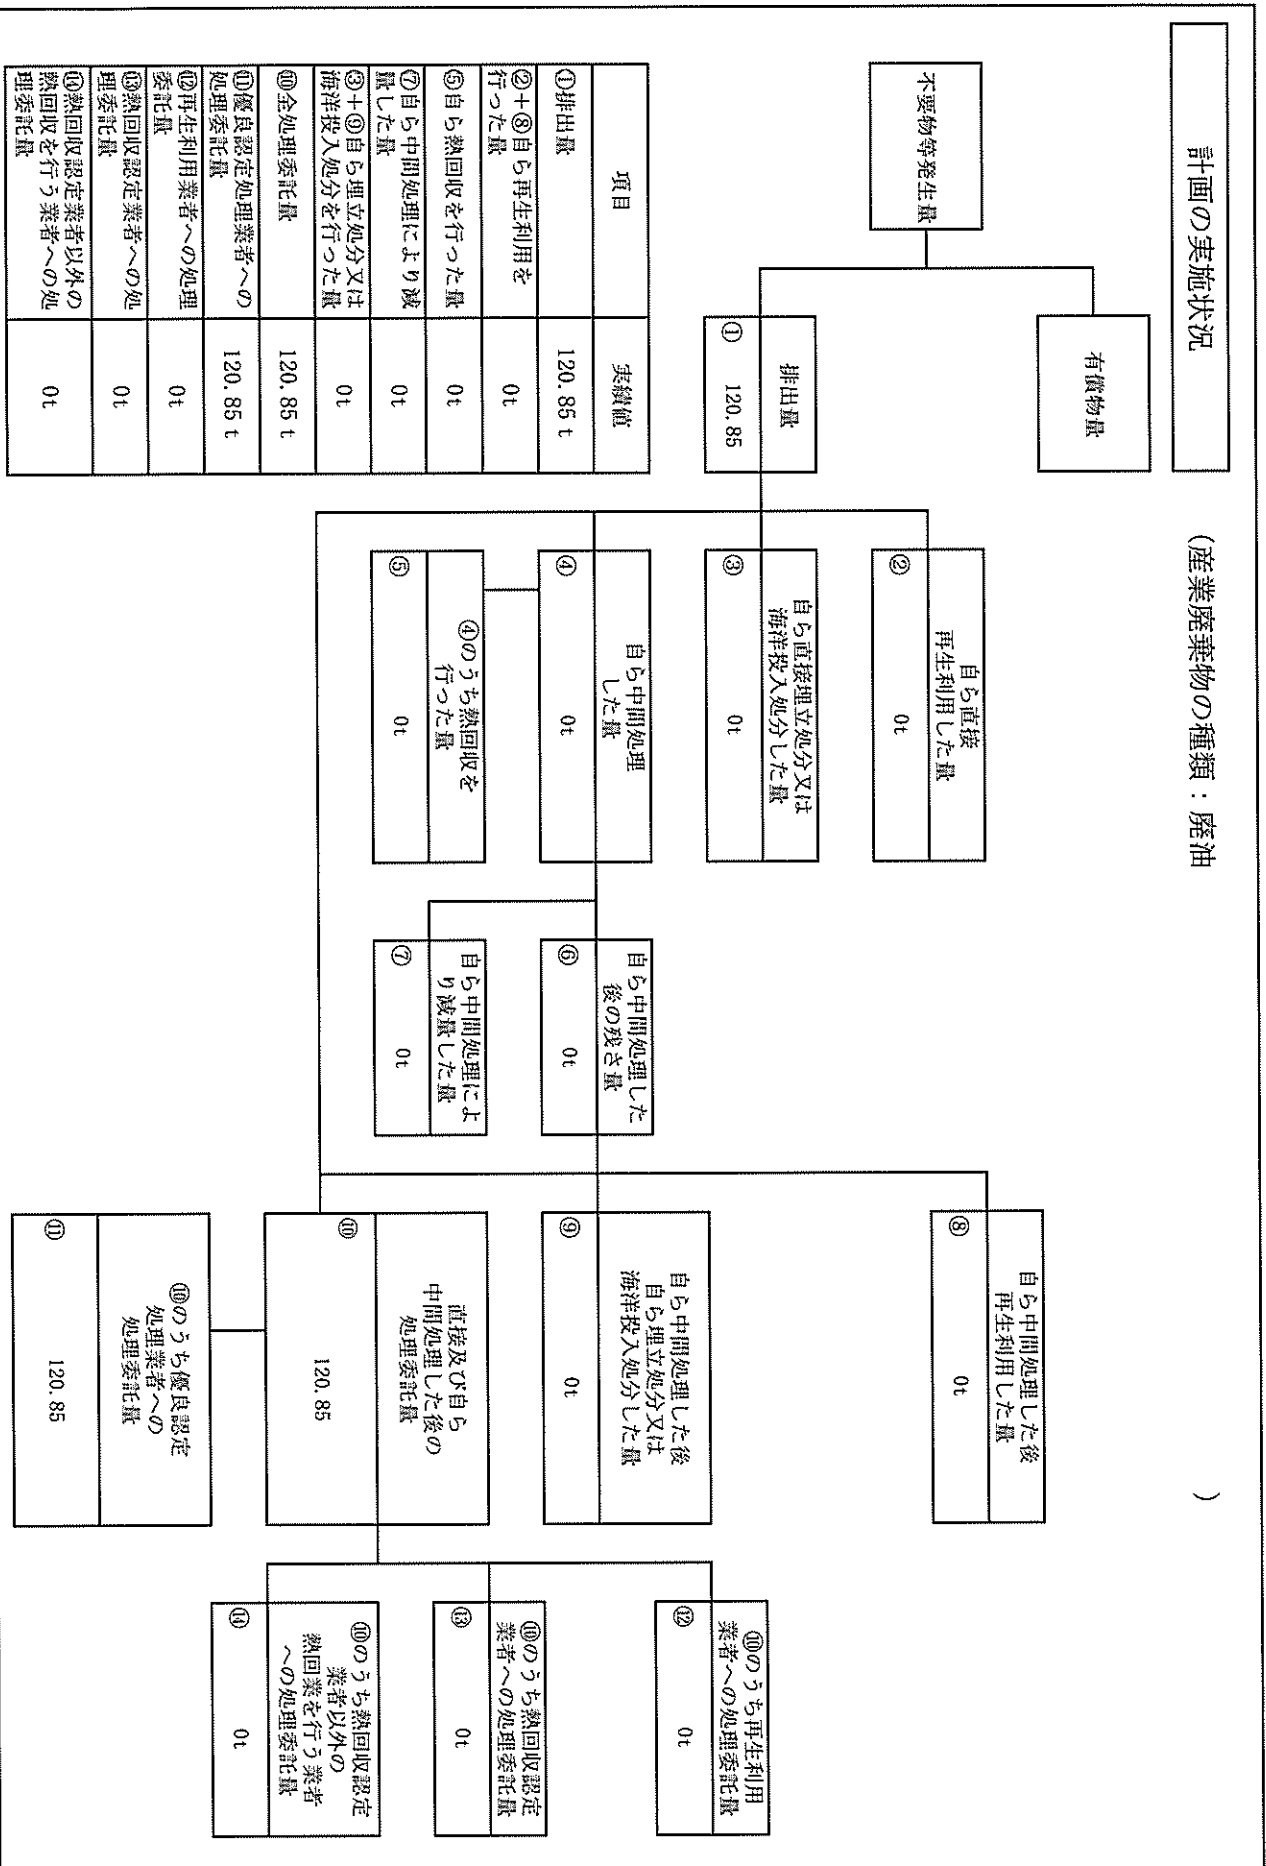 計画の実施状況
(産業廃棄物の種類：廃油 )
不要物等発生量
有償物量
排出量
① 120.85
自ら直接
再生利用した量
② 0t
自ら直接埋立処分又は
海洋投入処分した量
③ 0t
自ら中間処理
した量
④ 0t
④のうち熱回収を
行った量
⑤ 0t
自ら中間処理した
後の残さ量
⑥ 0t
自ら中間処理によ
り減量した量
⑦ 0t
自ら中間処理した後
再生利用した量
⑧ 0t
自ら中間処理した後
自ら埋立処分又は
海洋投入処分した量
⑨ 0t
直接及び自ら
中間処理した後の
処理委託量
⑩ 120.85
⑩のうち優良認定
処理業者への
処理委託量
⑪ 120.85
⑩のうち再生利用
業者への処理委託量
⑫ 0t
⑩のうち熱回収認定
業者への処理委託量
⑬ 0t
⑩のうち熱回収認定
業者以外の
熱回業を行う業者
への処理委託量
⑭ 0t
項目 実績値
①排出量 120.85 t
②+⑧自ら再生利用を
行った量 0t
⑤自ら熱回収を行った量 0t
⑦自ら中間処理により減
量した量 0t
③+⑨自ら埋立処分又は
海洋投入処分を行った量 0t
⑩全処理委託量 120.85 t
⑪優良認定処理業者への
処理委託量 120.85 t
⑫再生利用業者への処理
委託量 0t
⑬熱回収認定業者への処
理委託量 0t
⑭熱回収認定業者以外の
熱回収を行う業者への処
理委託量 0t